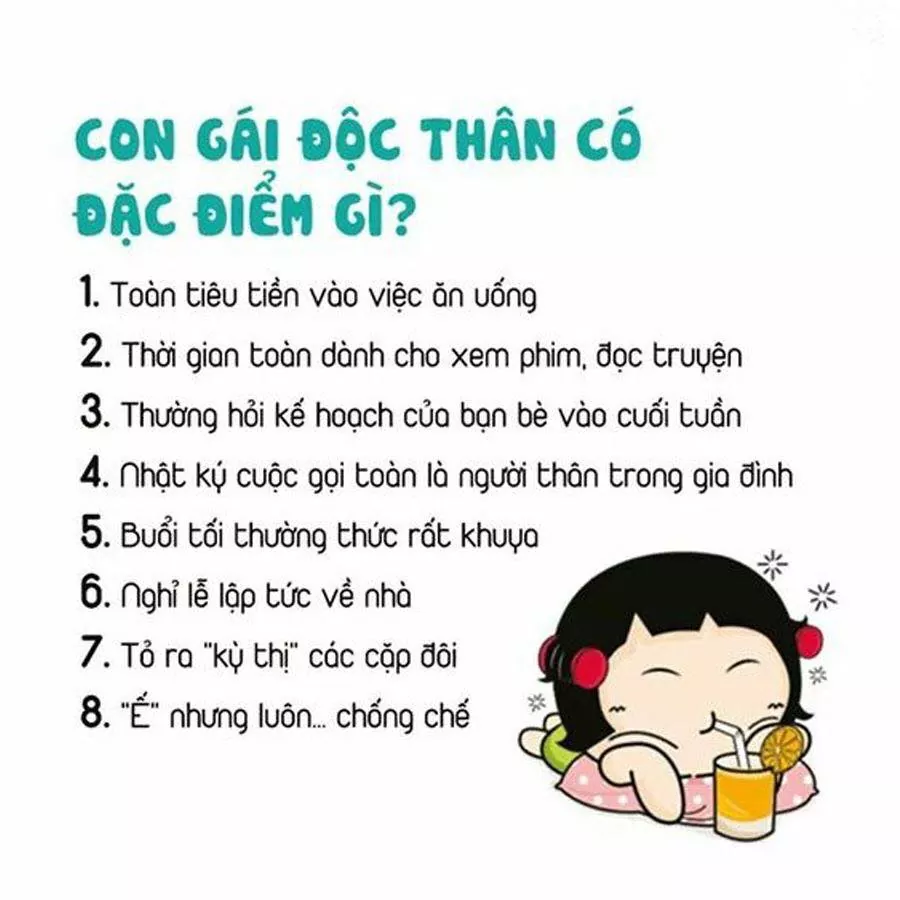 CON GÁI ĐỘC THÂN CÓ
ĐẶC ĐIỂM GÌ?
1. Toàn tiêu tiền vào việc ăn uống
2. Thời gian toàn dành cho xem phim, đọc truyện
3. Thường hỏi kế hoạch của bạn bè vào cuối tuần
4. Nhật ký cuộc gọi toàn là người thân trong gia đình
5. Buổi tối thường thức rất khuya
6. Nghỉ lễ lập tức về nhà
7. Tỏ ra "kỳ thị" các cặp đôi
8. "Ế" nhưng luôn... chống chế